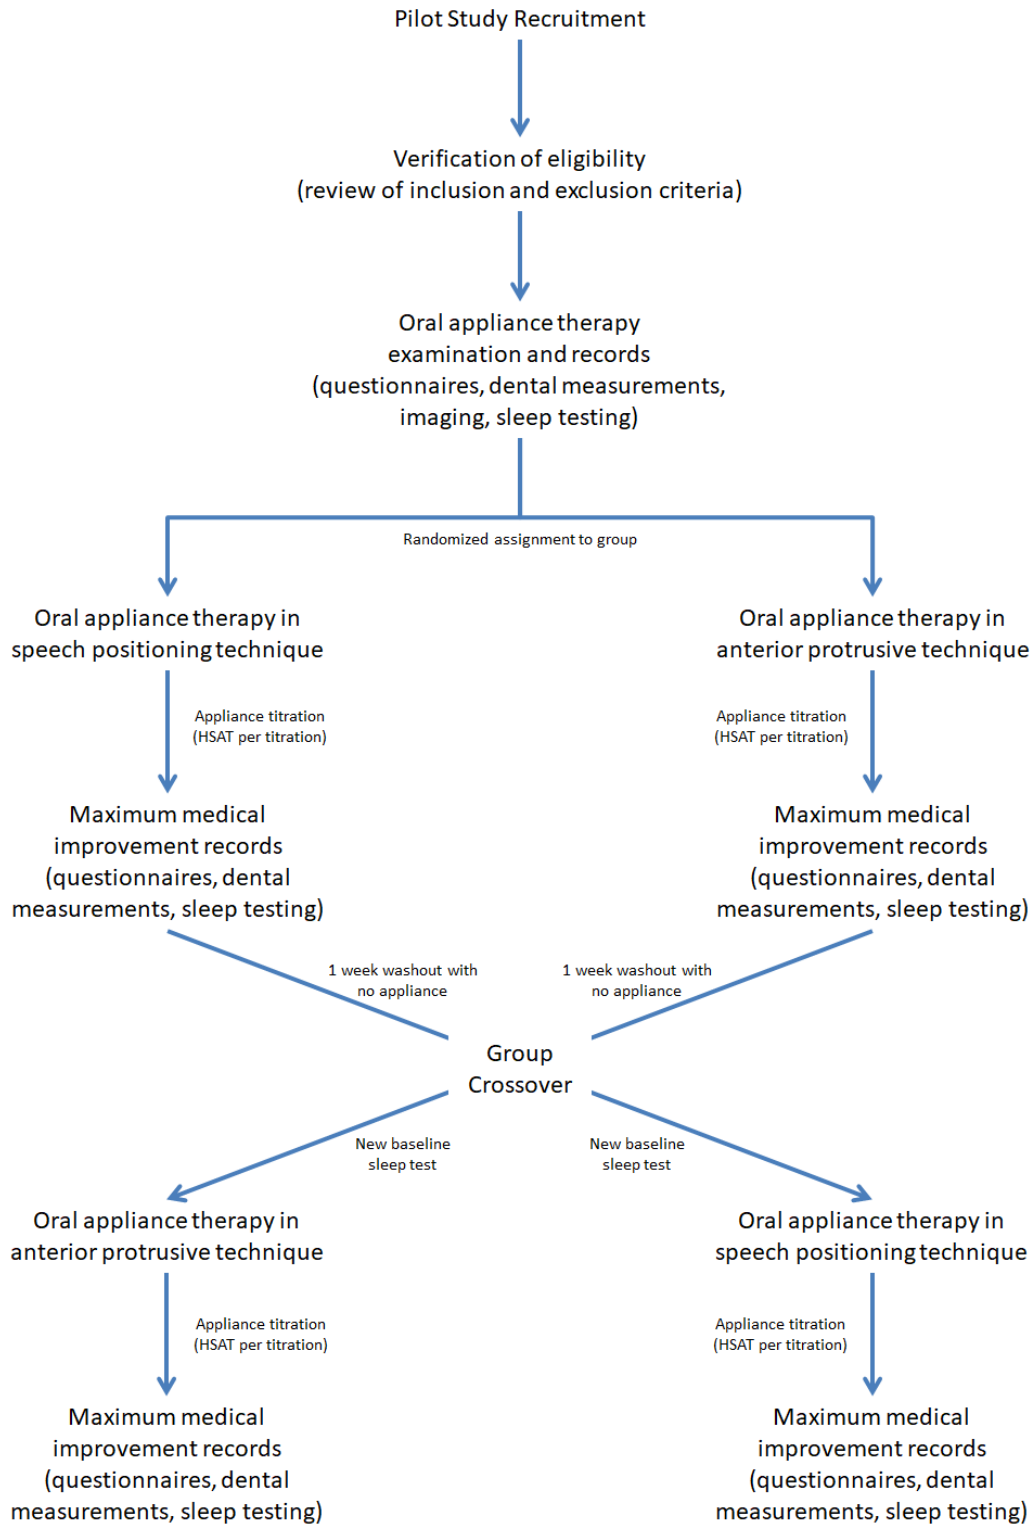 Pilot Study Recruitment
Verification of eligibility
(review of inclusion and exclusion criteria)
Oral appliance therapy
examination and records
(questionnaires, dental measurements,
imaging, sleep testing)
Randomized assignment to group
Oral appliance therapy in
speech positioning technique
Oral appliance therapy in
anterior protrusive technique
Appliance titration
(HSAT per titration)
Appliance titration
(HSAT per titration)
Maximum medical
improvement records
(questionnaires, dental
measurements, sleep testing)
Maximum medical
improvement records
(questionnaires, dental
measurements, sleep testing)
1 week washout with
no appliance
1 week washout with
no appliance
Group
Crossover
New baseline
sleep test
New baseline
sleep test
Oral appliance therapy in
anterior protrusive technique
Oral appliance therapy in
speech positioning technique
Appliance titration
(HSAT per titration)
Appliance titration
(HSAT per titration)
Maximum medical
improvement records
(questionnaires, dental
measurements, sleep testing)
Maximum medical
improvement records
(questionnaires, dental
measurements, sleep testing)